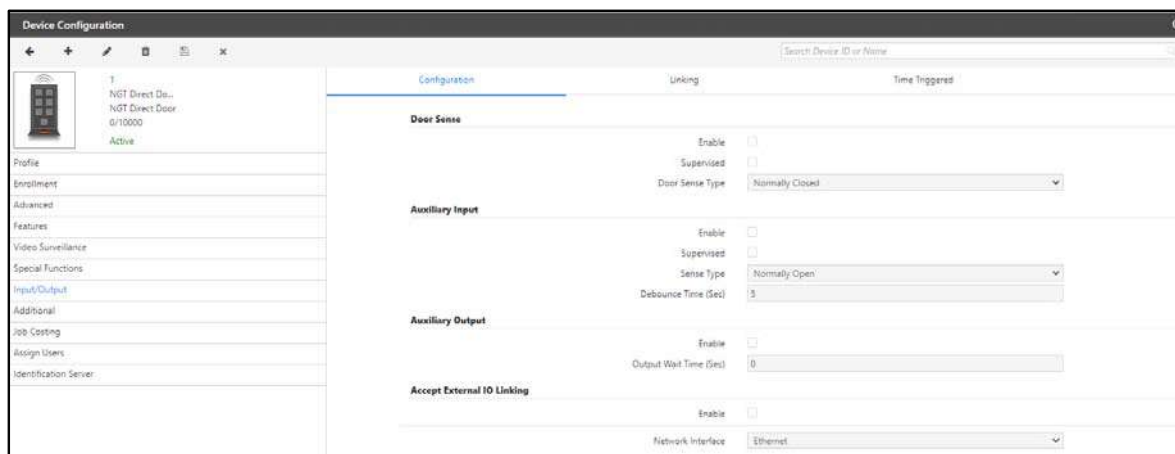 Device Configuration
Search Device ID or Name
1
NGT Direct Do...
NGT Direct Door
0/10000
Active
Profile
Enrollment
Advanced
Features
Video Surveillance
Special Functions
Input/Output
Additional
Job Costing
Assign Users
Identification Server
Configuration Linking Time Triggered
Door Sense
Enable
Supervised
Door Sense Type Normally Closed
Auxiliary Input
Enable
Supervised
Sense Type Normally Open
Debounce Time (Sec) 5
Auxiliary Output
Enable
Output Wait Time (Sec) 0
Accept External IO Linking
Enable
Network Interface Ethernet